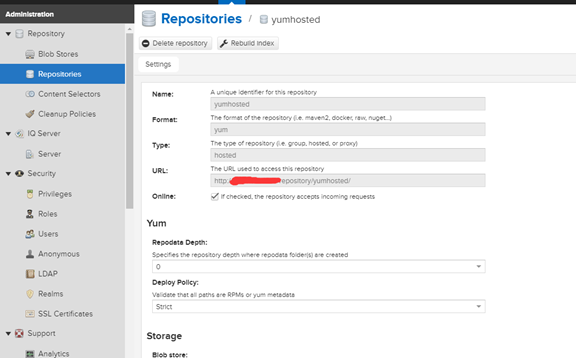 Administration
Repository
Blob Stores
Repositories
Content Selectors
Cleanup Policies
IQ Server
Server
Security
Privileges
Roles
Users
Anonymous
LDAP
Realms
SSL Certificates
Support
Analytics
Repositories / yumhosted
Delete repository Rebuild index
Settings
Name: A unique identifier for this repository
yumhosted
Format: The format of the repository (i.e. maven2, docker, raw, nuget...)
yum
Type: The type of repository (i.e. group, hosted, or proxy)
hosted
URL: The URL used to access this repository
http: epository/yumhosted/
Online: If checked, the repository accepts incoming requests
Yum
Repodata Depth:
Specifies the repository depth where repodata folder(s) are created
0
Deploy Policy:
Validate that all paths are RPMs or yum metadata
Strict
Storage
Blob store: